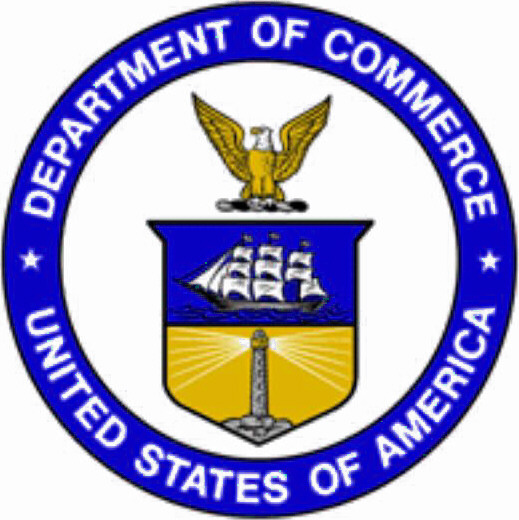 DEPARTMENT OF COMMERCE
UNITED STATES OF AMERICA